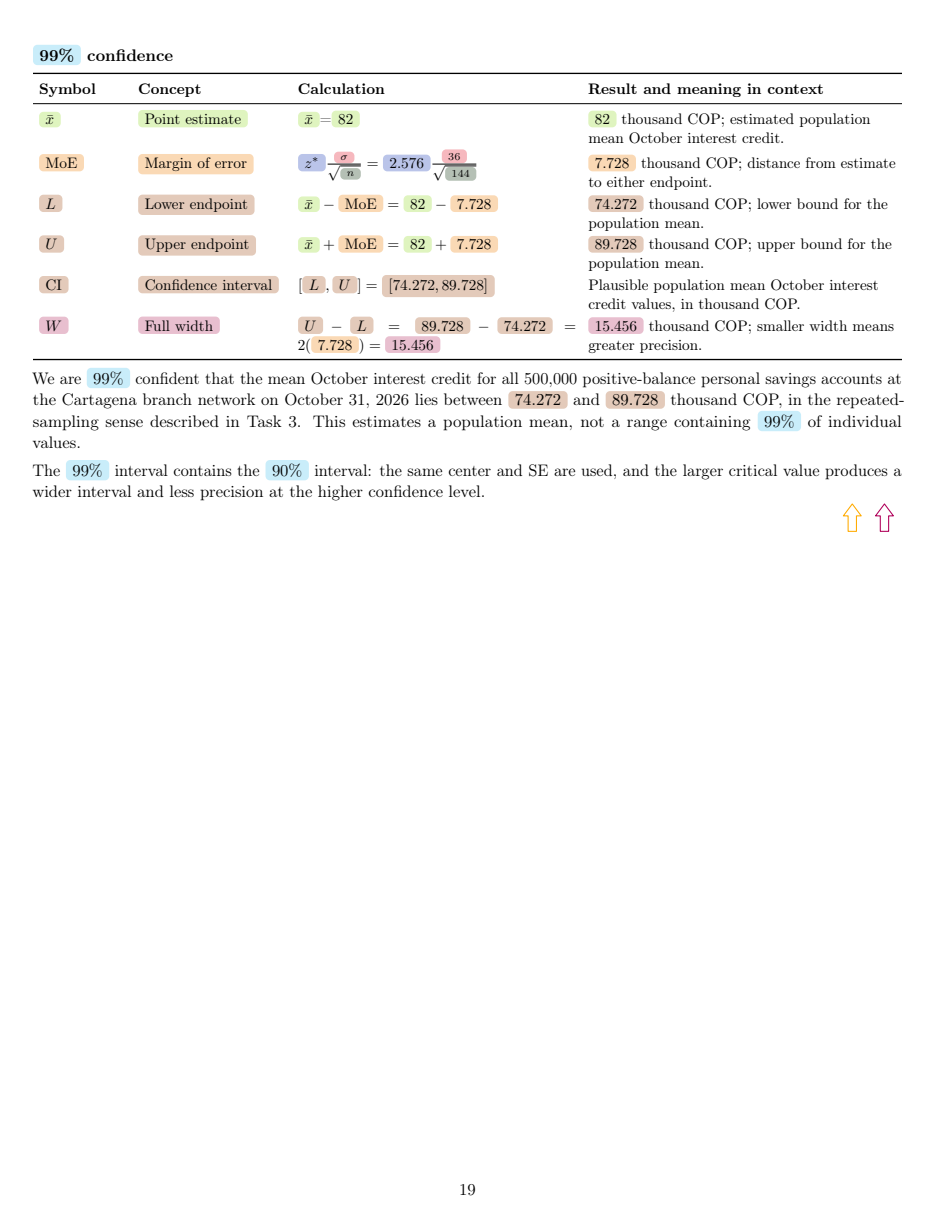 99% confidence
Symbol Concept Calculation Result and meaning in context
x̄ Point estimate x̄ = 82 82 thousand COP; estimated population
mean October interest credit.
MoE Margin of error z* σ/√n = 2.576 36/√144 7.728 thousand COP; distance from estimate
to either endpoint.
L Lower endpoint x̄ − MoE = 82 − 7.728 74.272 thousand COP; lower bound for the
population mean.
U Upper endpoint x̄ + MoE = 82 + 7.728 89.728 thousand COP; upper bound for the
population mean.
CI Confidence interval [ L , U ] = [74.272, 89.728] Plausible population mean October interest
credit values, in thousand COP.
W Full width U − L = 89.728 − 74.272 = 15.456 thousand COP; smaller width means
2( 7.728 ) = 15.456 greater precision.
We are 99% confident that the mean October interest credit for all 500,000 positive-balance personal savings accounts at
the Cartagena branch network on October 31, 2026 lies between 74.272 and 89.728 thousand COP, in the repeated-
sampling sense described in Task 3. This estimates a population mean, not a range containing 99% of individual
values.
The 99% interval contains the 90% interval: the same center and SE are used, and the larger critical value produces a
wider interval and less precision at the higher confidence level.
19